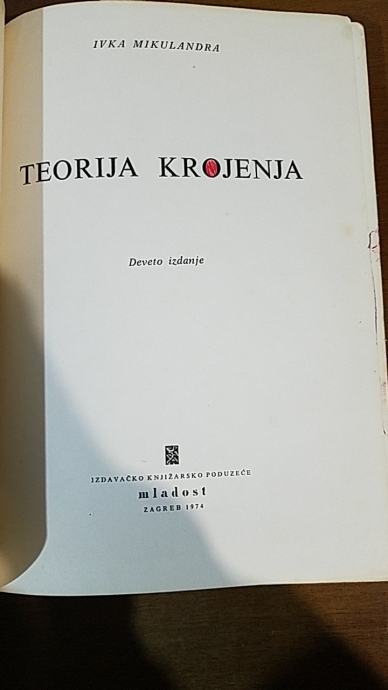 IVKA MIKULANDRA
TEORIJA KROJENJA
Deveto izdanje
IZDAVAČKO KNJIŽARSKO PODUZEĆE
mladost
ZAGREB 1974